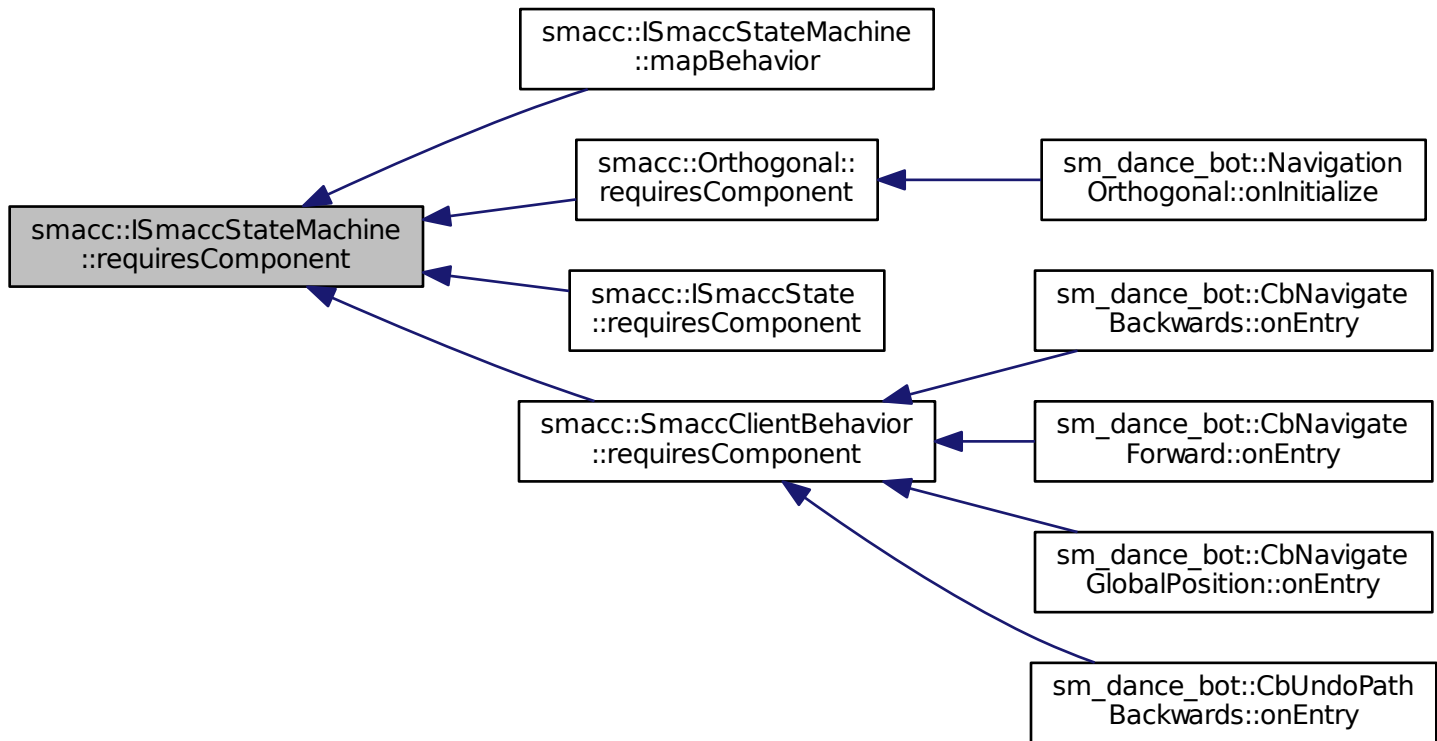 smacc::ISmaccStateMachine
::mapBehavior
smacc::Orthogonal::
requiresComponent
sm_dance_bot::Navigation
Orthogonal::onInitialize
smacc::ISmaccStateMachine
::requiresComponent
smacc::ISmaccState
::requiresComponent
sm_dance_bot::CbNavigate
Backwards::onEntry
smacc::SmaccClientBehavior
::requiresComponent
sm_dance_bot::CbNavigate
Forward::onEntry
sm_dance_bot::CbNavigate
GlobalPosition::onEntry
sm_dance_bot::CbUndoPath
Backwards::onEntry